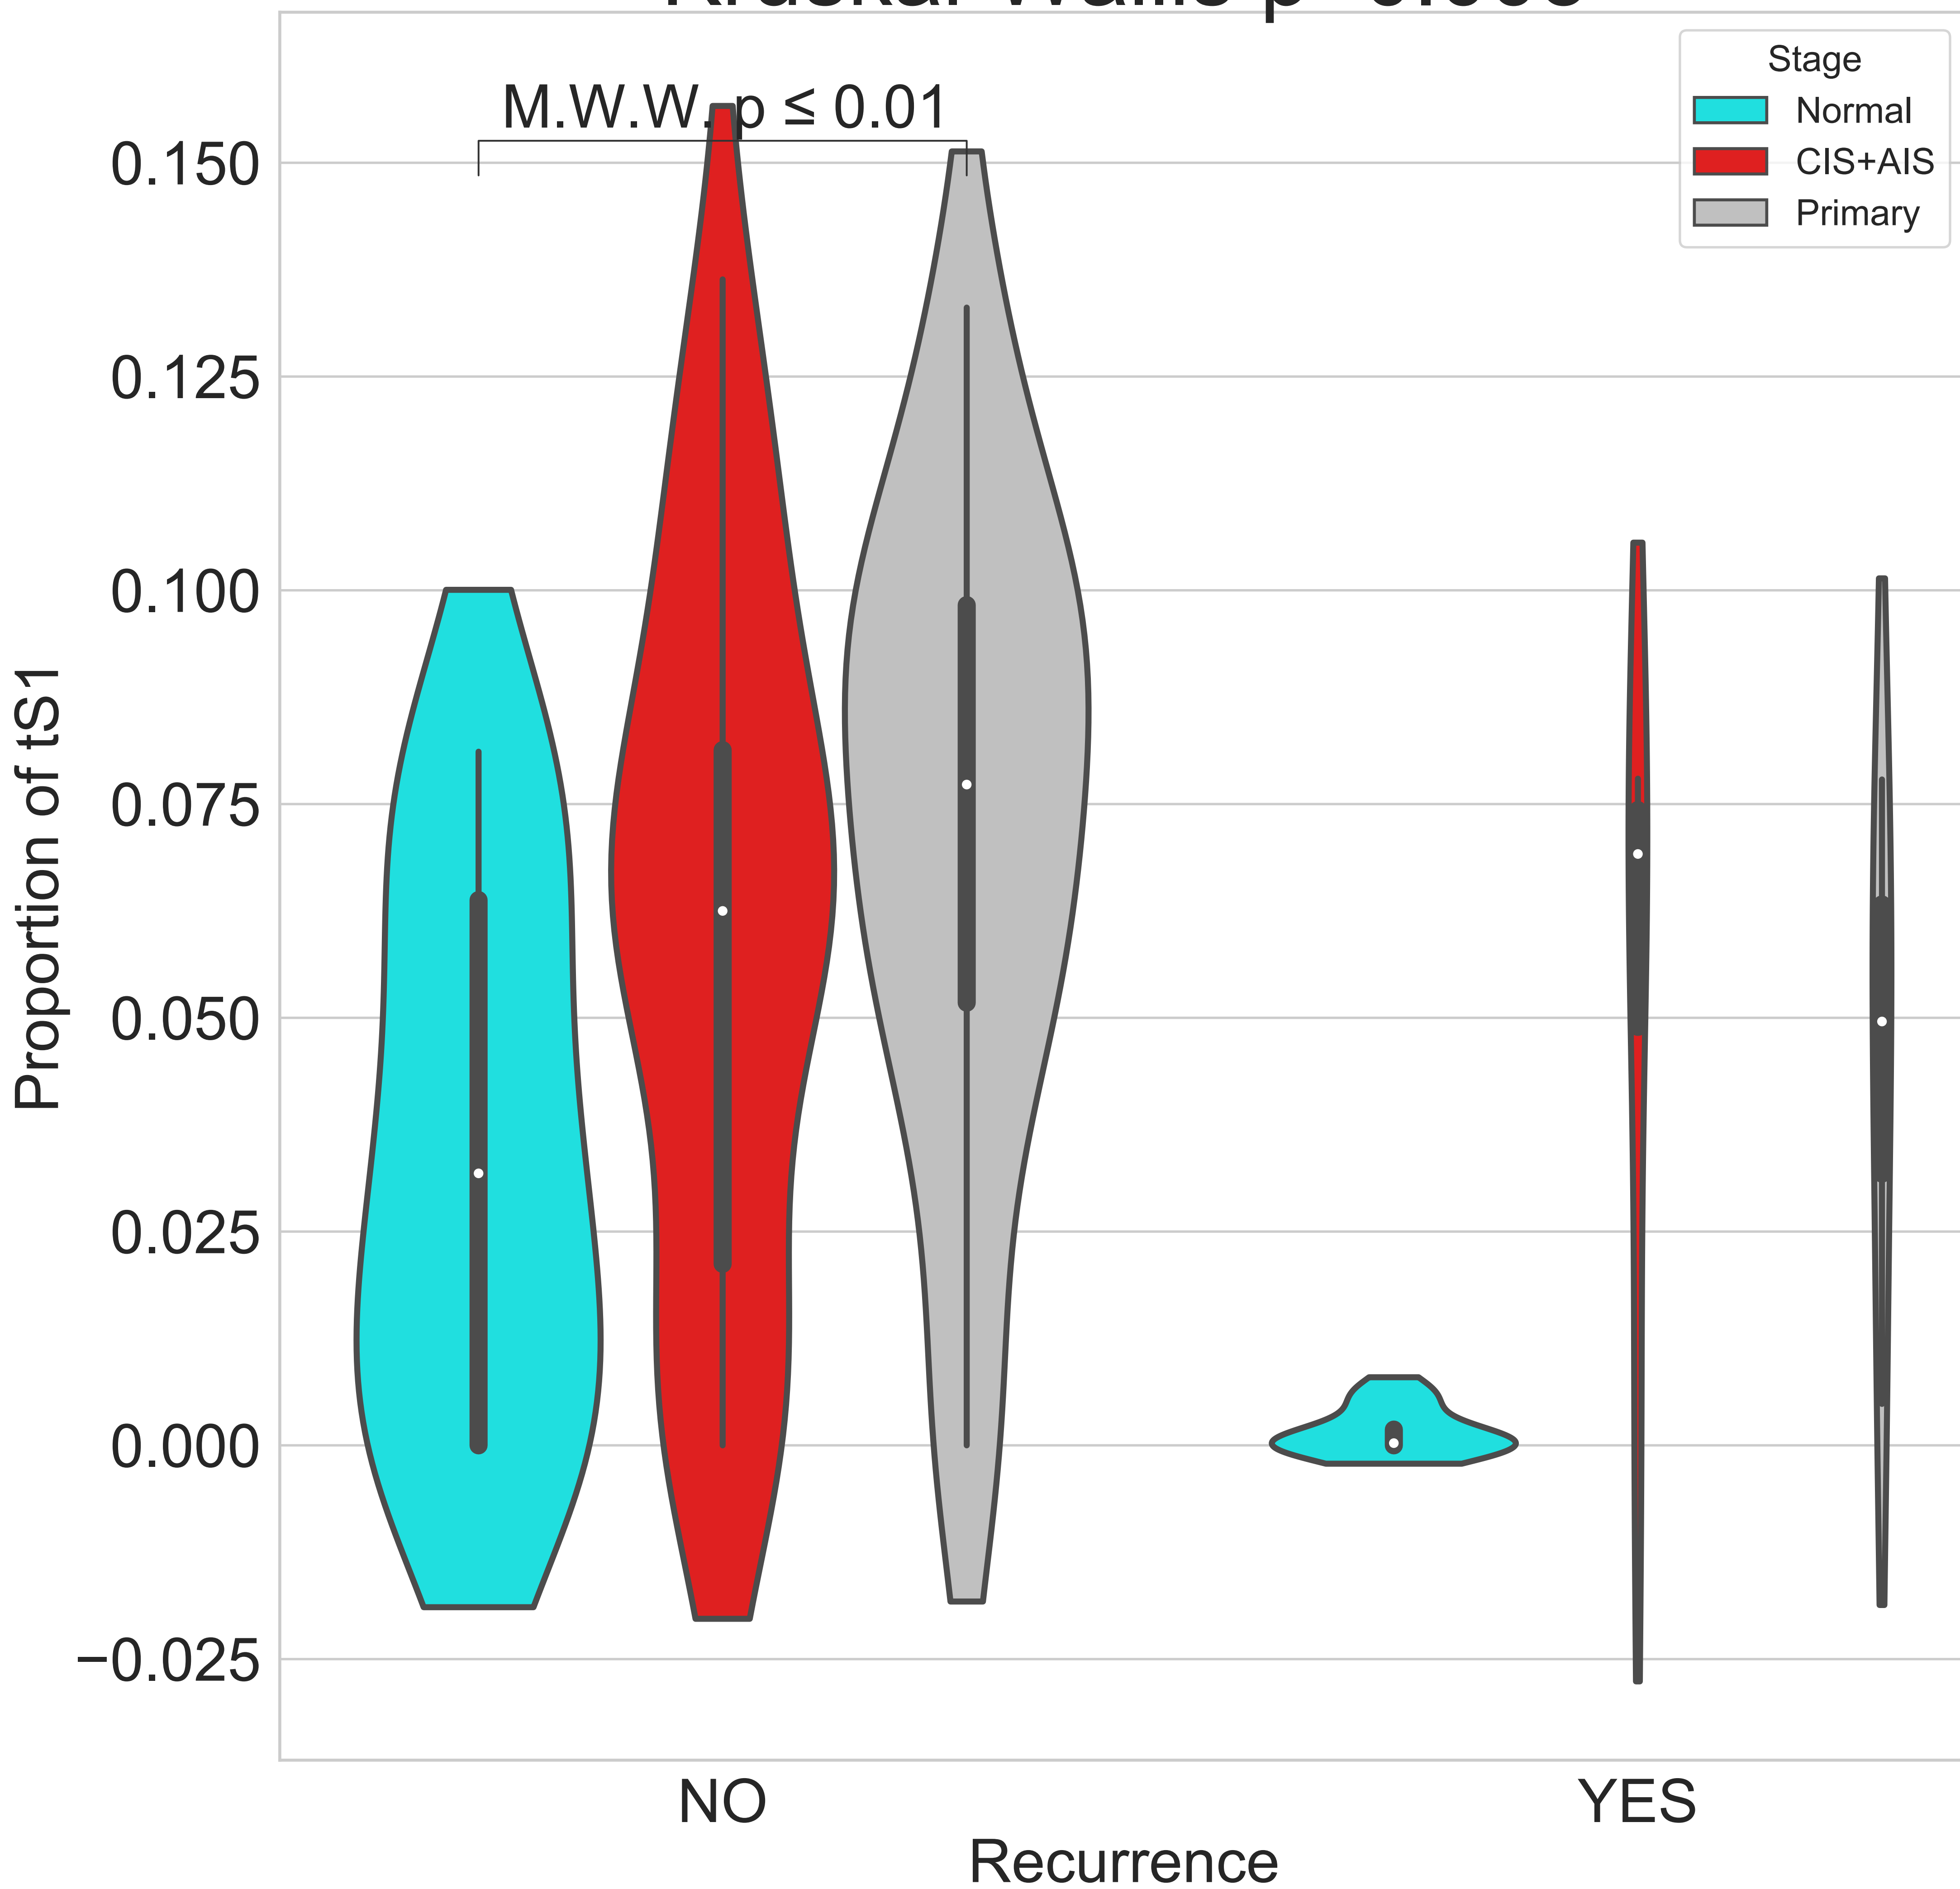 Stage
Normal
CIS+AIS
Primary
M.W.W. p ≤ 0.01
0.150
0.125
0.100
0.075
0.050
0.025
0.000
−0.025
Proportion of tS1
NO
YES
Recurrence